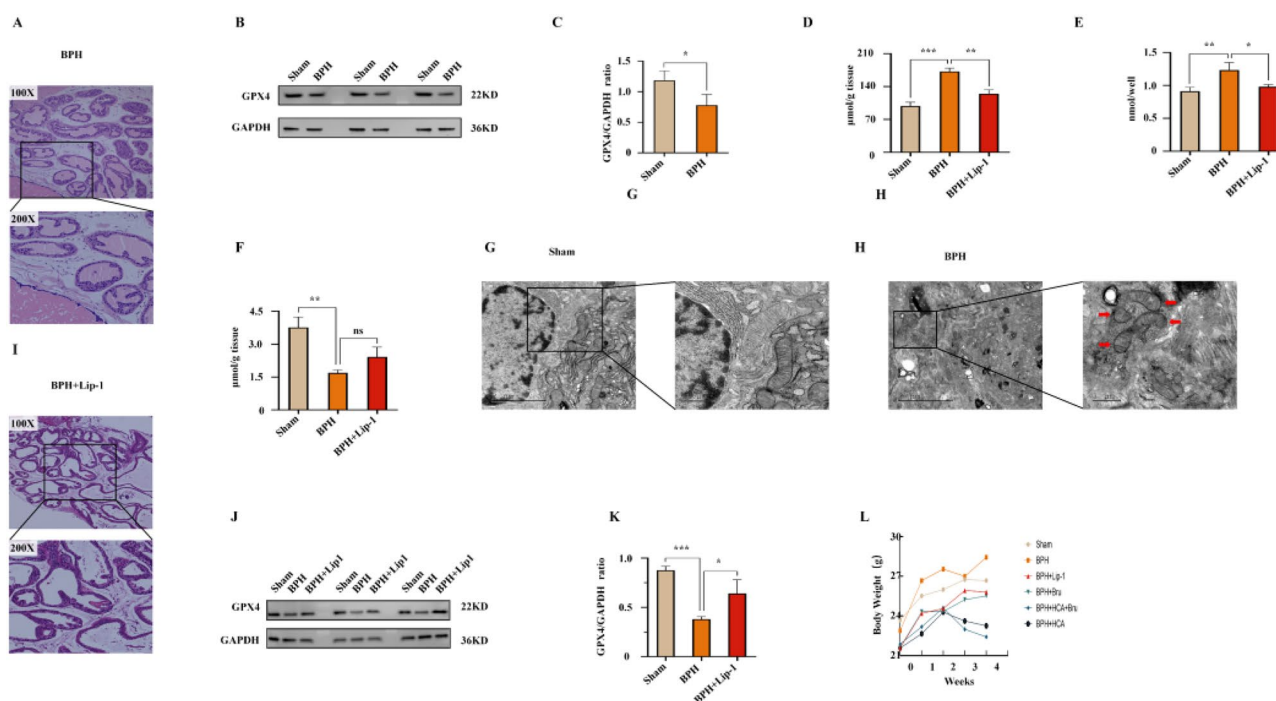 A
B
C
D
E
BPH
100X
200X
Sham
BPH
Sham
BPH
Sham
BPH
GPX4
22KD
GAPDH
36KD
GPX4/GAPDH ratio
1.5
1.0
0.5
0
*
Sham
BPH
μmol/g tissue
210
140
70
0
***
**
Sham
BPH
BPH+Lip-1
nmol/well
1.5
1.0
0.5
0
**
*
Sham
BPH
BPH+Lip-1
G
H
F
μmol/g tissue
4.5
3.0
1.5
0
**
ns
Sham
BPH
BPH+Lip-1
G
Sham
H
BPH
I
BPH+Lip-1
100X
200X
J
Sham
BPH
BPH+Lip1
Sham
BPH
BPH+Lip1
Sham
BPH
BPH+Lip1
GPX4
22KD
GAPDH
36KD
K
GPX4/GAPDH ratio
1.0
0.5
0
***
*
Sham
BPH
BPH+Lip-1
L
Body Weight (g)
30
27
24
21
0 1 2 3 4
Weeks
Sham
BPH
BPH+Lip-1
BPH+Bru
BPH+HCA+Bru
BPH+HCA